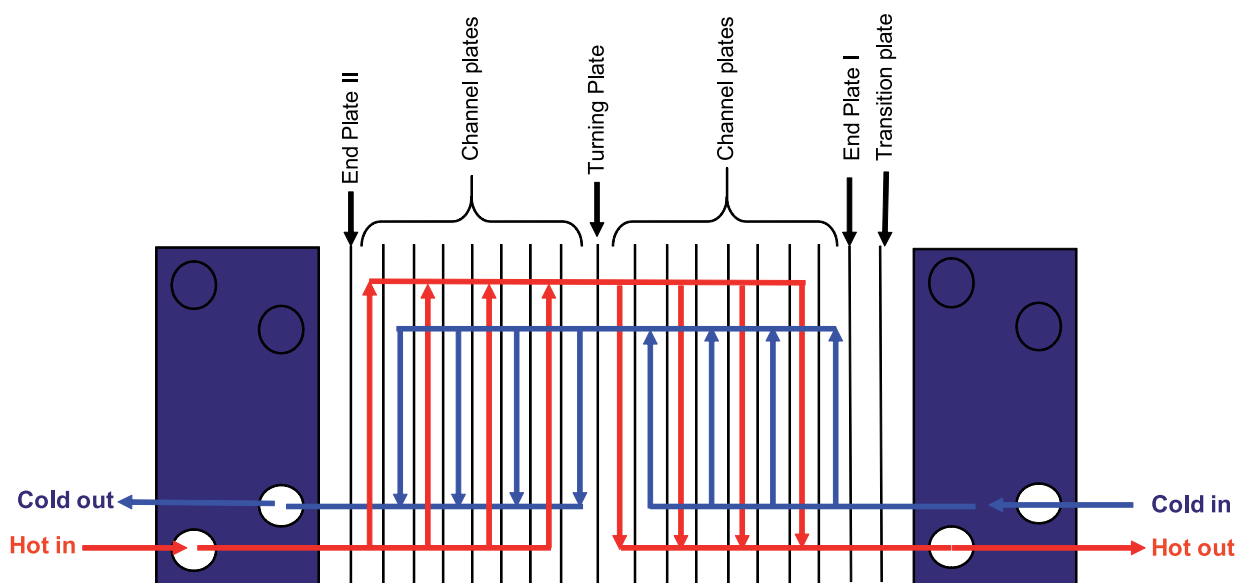 End Plate II
Channel plates
Turning Plate
Channel plates
End Plate I
Transition plate
Cold out
Hot in
Cold in
Hot out